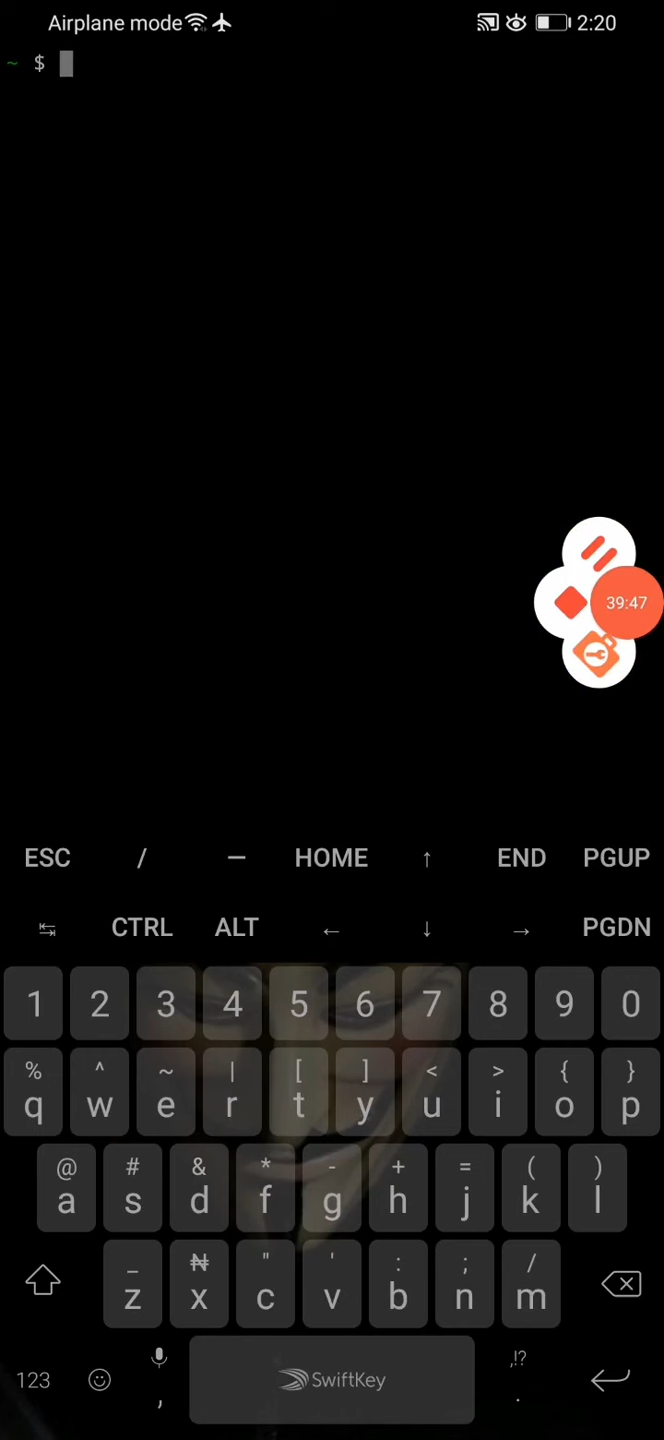 Airplane mode 2:20
~ $
39:47
ESC / — HOME ↑ END PGUP
↹ CTRL ALT ← ↓ → PGDN
1 2 3 4 5 6 7 8 9 0
% ^ ~ | [ ] < > { }
q w e r t y u i o p
@ # & * - + = ( )
a s d f g h j k l
_ ₦ " ' : ; /
z x c v b n m
,!?
123 , SwiftKey .